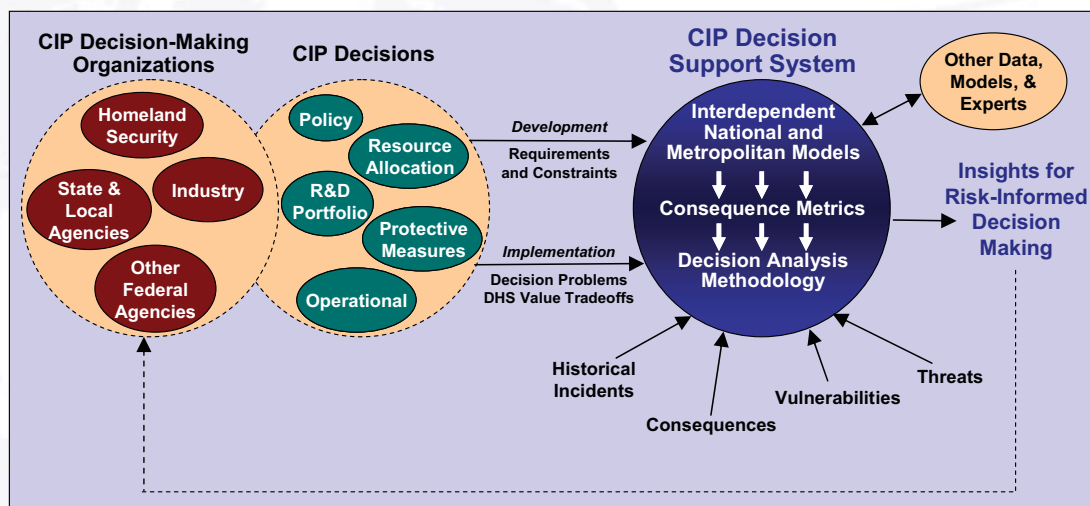 CIP Decision-Making
Organizations
Homeland
Security
State &
Local
Agencies
Industry
Other
Federal
Agencies
CIP Decisions
Policy
Resource
Allocation
R&D
Portfolio
Protective
Measures
Operational
Development
Requirements
and Constraints
Implementation
Decision Problems
DHS Value Tradeoffs
CIP Decision
Support System
Interdependent
National and
Metropolitan Models
Consequence Metrics
Decision Analysis
Methodology
Other Data,
Models, &
Experts
Insights for
Risk-Informed
Decision
Making
Historical
Incidents
Consequences
Vulnerabilities
Threats